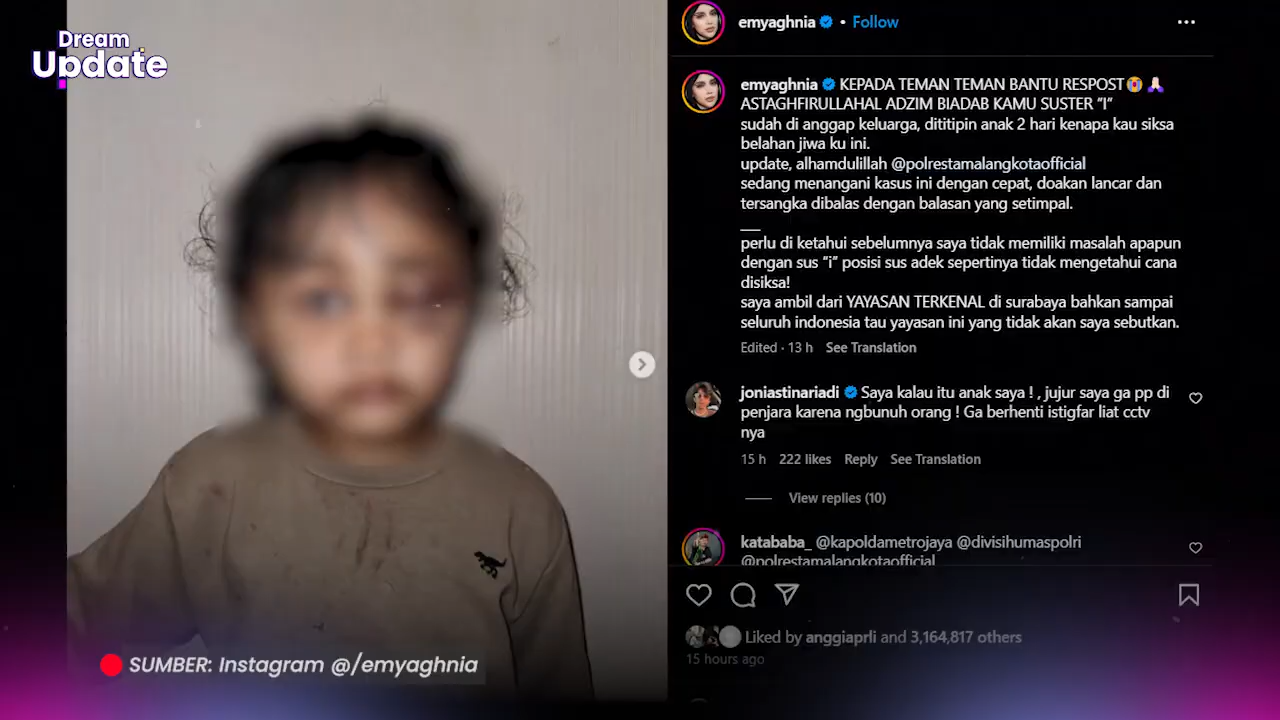 Dream
Update
emyaghnia • Follow
emyaghnia KEPADA TEMAN TEMAN BANTU RESPOST😭🙏🏻
ASTAGHFIRULLAHAL ADZIM BIADAB KAMU SUSTER "I"
sudah di anggap keluarga, dititipin anak 2 hari kenapa kau siksa
belahan jiwa ku ini.
update, alhamdulillah @polrestamalangkotaofficial
sedang menangani kasus ini dengan cepat, doakan lancar dan
tersangka dibalas dengan balasan yang setimpal.
__
perlu di ketahui sebelumnya saya tidak memiliki masalah apapun
dengan sus "i" posisi sus adek sepertinya tidak mengetahui cana
disiksa!
saya ambil dari YAYASAN TERKENAL di surabaya bahkan sampai
seluruh indonesia tau yayasan ini yang tidak akan saya sebutkan.
Edited · 13 h See Translation
joniastinariadi Saya kalau itu anak saya ! , jujur saya ga pp di
penjara karena ngbunuh orang ! Ga berhenti istigfar liat cctv
nya
15 h 222 likes Reply See Translation
View replies (10)
katababa_ @kapoldametrojaya @divisihumaspolri
@polrestamalangkotaofficial
Liked by anggiaprli and 3,164,817 others
15 hours ago
SUMBER: Instagram @/emyaghnia